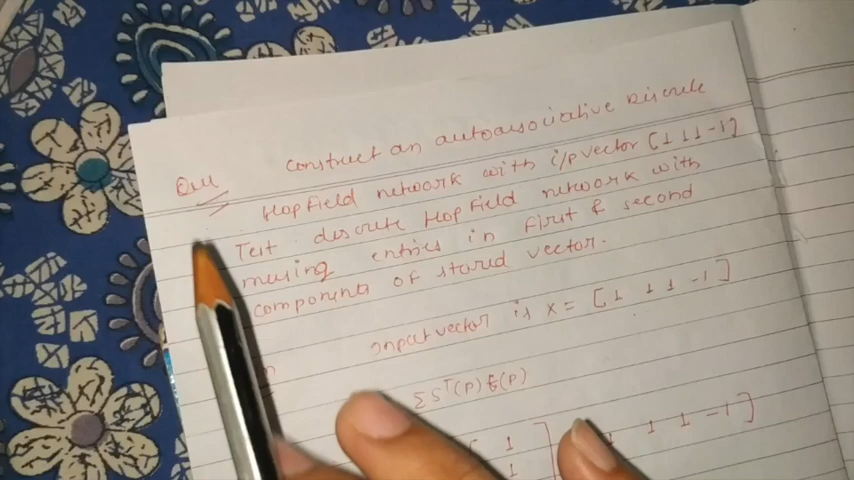 Que Construct an autoassociative Discrete
Hopfield network with i/p vector [1 1 1 -1]
Test discrete Hopfield network with
missing entries in first & second
components of stored vector.
Input vector is x = [1 1 1 -1]
n
Σ S^T(p) t(p)
[ 1 ] 1 1 1 -1]
1